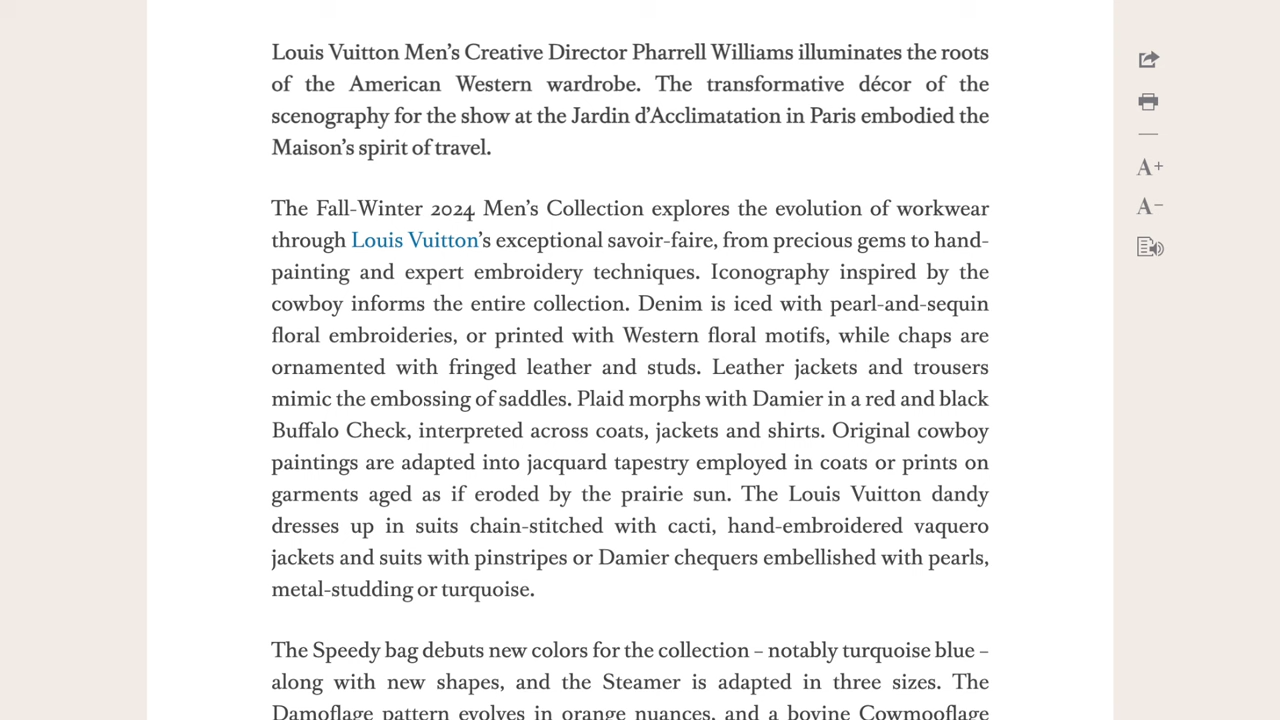 Louis Vuitton Men’s Creative Director Pharrell Williams illuminates the roots
of the American Western wardrobe. The transformative décor of the
scenography for the show at the Jardin d’Acclimatation in Paris embodied the
Maison’s spirit of travel.
The Fall-Winter 2024 Men’s Collection explores the evolution of workwear
through Louis Vuitton’s exceptional savoir-faire, from precious gems to hand-
painting and expert embroidery techniques. Iconography inspired by the
cowboy informs the entire collection. Denim is iced with pearl-and-sequin
floral embroideries, or printed with Western floral motifs, while chaps are
ornamented with fringed leather and studs. Leather jackets and trousers
mimic the embossing of saddles. Plaid morphs with Damier in a red and black
Buffalo Check, interpreted across coats, jackets and shirts. Original cowboy
paintings are adapted into jacquard tapestry employed in coats or prints on
garments aged as if eroded by the prairie sun. The Louis Vuitton dandy
dresses up in suits chain-stitched with cacti, hand-embroidered vaquero
jackets and suits with pinstripes or Damier chequers embellished with pearls,
metal-studding or turquoise.
The Speedy bag debuts new colors for the collection – notably turquoise blue –
along with new shapes, and the Steamer is adapted in three sizes. The
Damoflage pattern evolves in orange nuances, and a bovine Cowmooflage
A+
A−